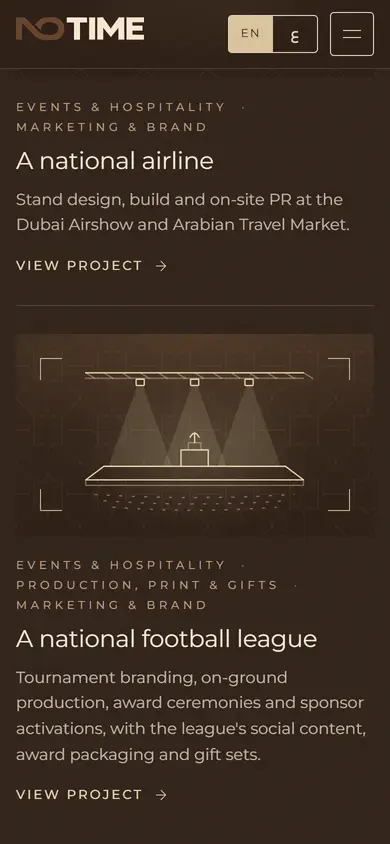 NOTIME
EN
ع
EVENTS & HOSPITALITY ·
MARKETING & BRAND
A national airline
Stand design, build and on-site PR at the
Dubai Airshow and Arabian Travel Market.
VIEW PROJECT →
EVENTS & HOSPITALITY ·
PRODUCTION, PRINT & GIFTS ·
MARKETING & BRAND
A national football league
Tournament branding, on-ground
production, award ceremonies and sponsor
activations, with the league's social content,
award packaging and gift sets.
VIEW PROJECT →